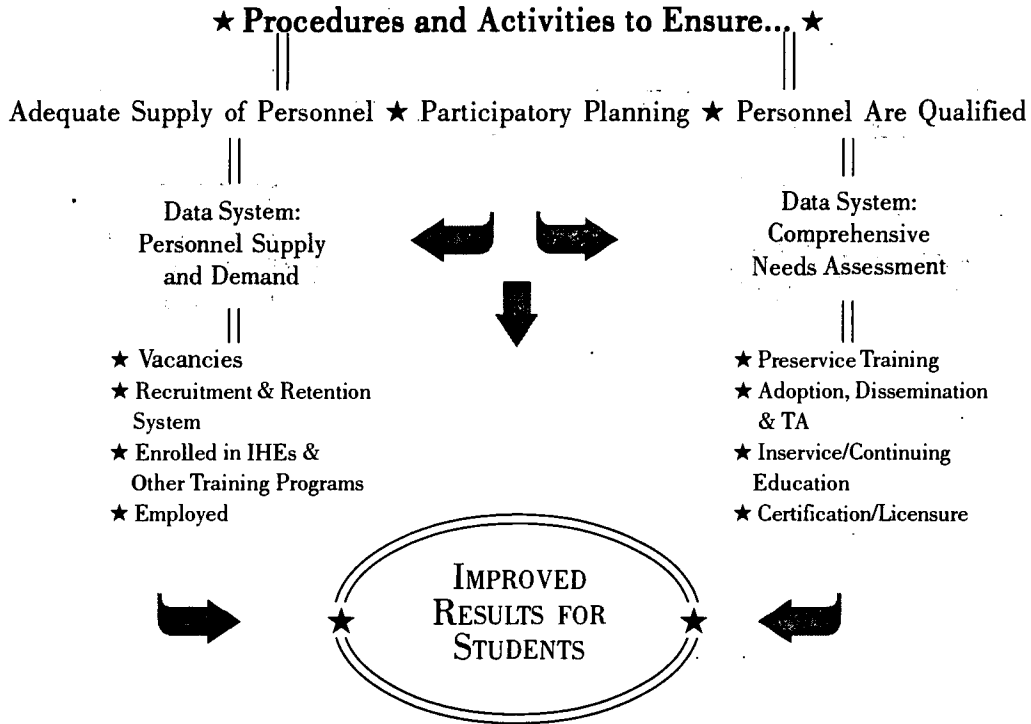 ★ Procedures and Activities to Ensure... ★
Adequate Supply of Personnel ★ Participatory Planning ★ Personnel Are Qualified
Data System:
Personnel Supply
and Demand
Data System:
Comprehensive
Needs Assessment
★ Vacancies
★ Recruitment & Retention
System
★ Enrolled in IHEs &
Other Training Programs
★ Employed
★ Preservice Training
★ Adoption, Dissemination
& TA
★ Inservice/Continuing
Education
★ Certification/Licensure
IMPROVED
RESULTS FOR
STUDENTS